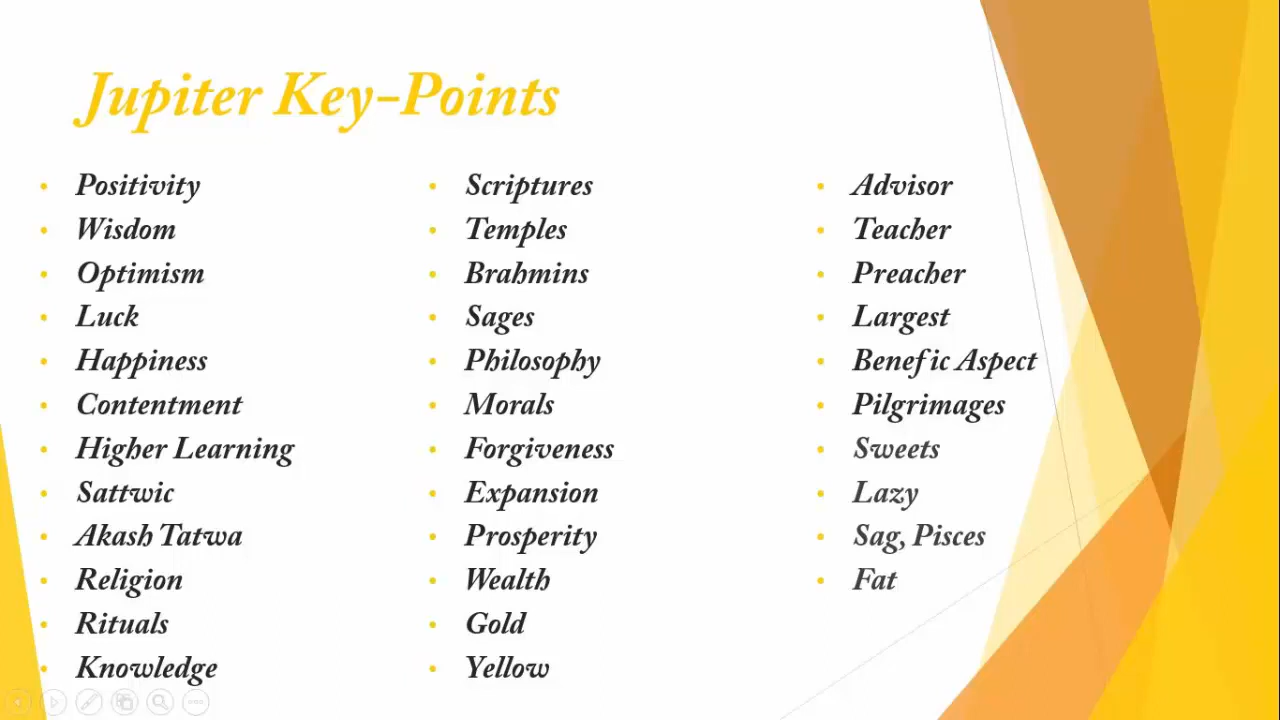 Jupiter Key-Points
Positivity
Wisdom
Optimism
Luck
Happiness
Contentment
Higher Learning
Sattwic
Akash Tatwa
Religion
Rituals
Knowledge
Scriptures
Temples
Brahmins
Sages
Philosophy
Morals
Forgiveness
Expansion
Prosperity
Wealth
Gold
Yellow
Advisor
Teacher
Preacher
Largest
Benefic Aspect
Pilgrimages
Sweets
Lazy
Sag, Pisces
Fat